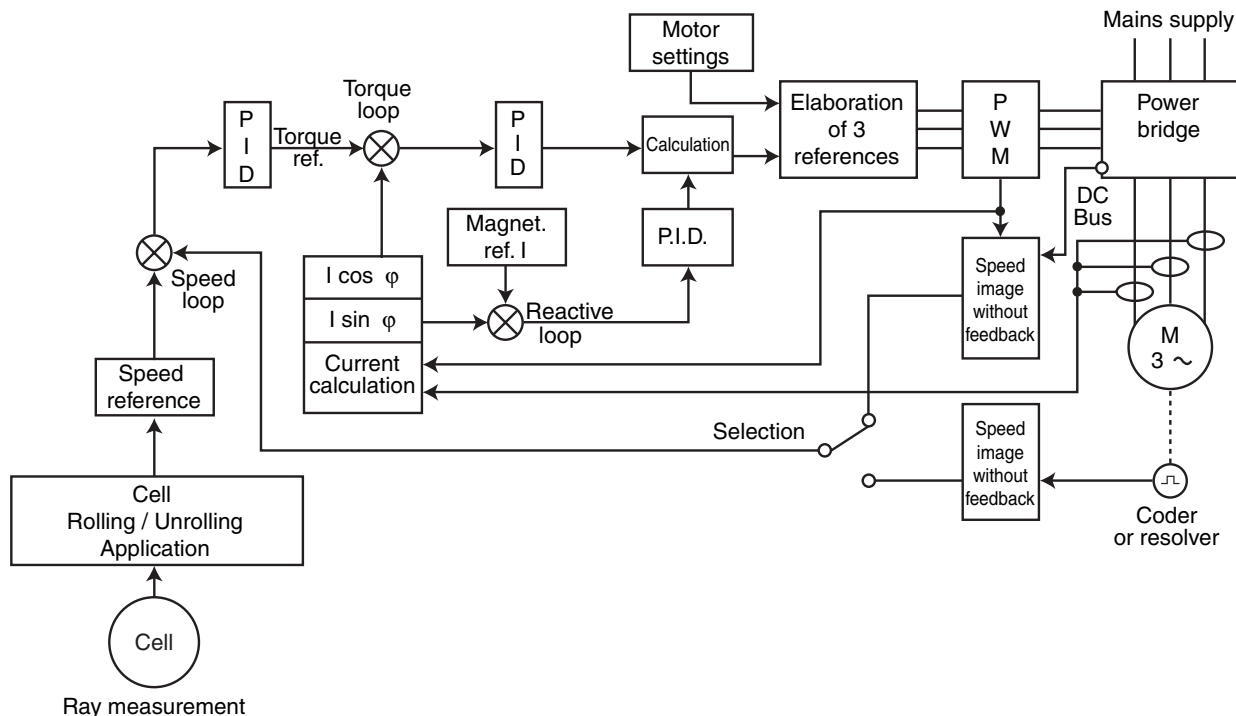 Mains supply
Motor
settings
Torque
loop
P
I
D
Torque
ref.
P
I
D
Calculation
Elaboration
of 3
references
P
W
M
Power
bridge
DC
Bus
Magnet.
ref. I
P.I.D.
Speed
loop
I cos φ
I sin φ
Current
calculation
Reactive
loop
Speed
image
without
feedback
M
3 ~
Speed
reference
Selection
Speed
image
without
feedback
Coder
or resolver
Cell
Rolling / Unrolling
Application
Cell
Ray measurement